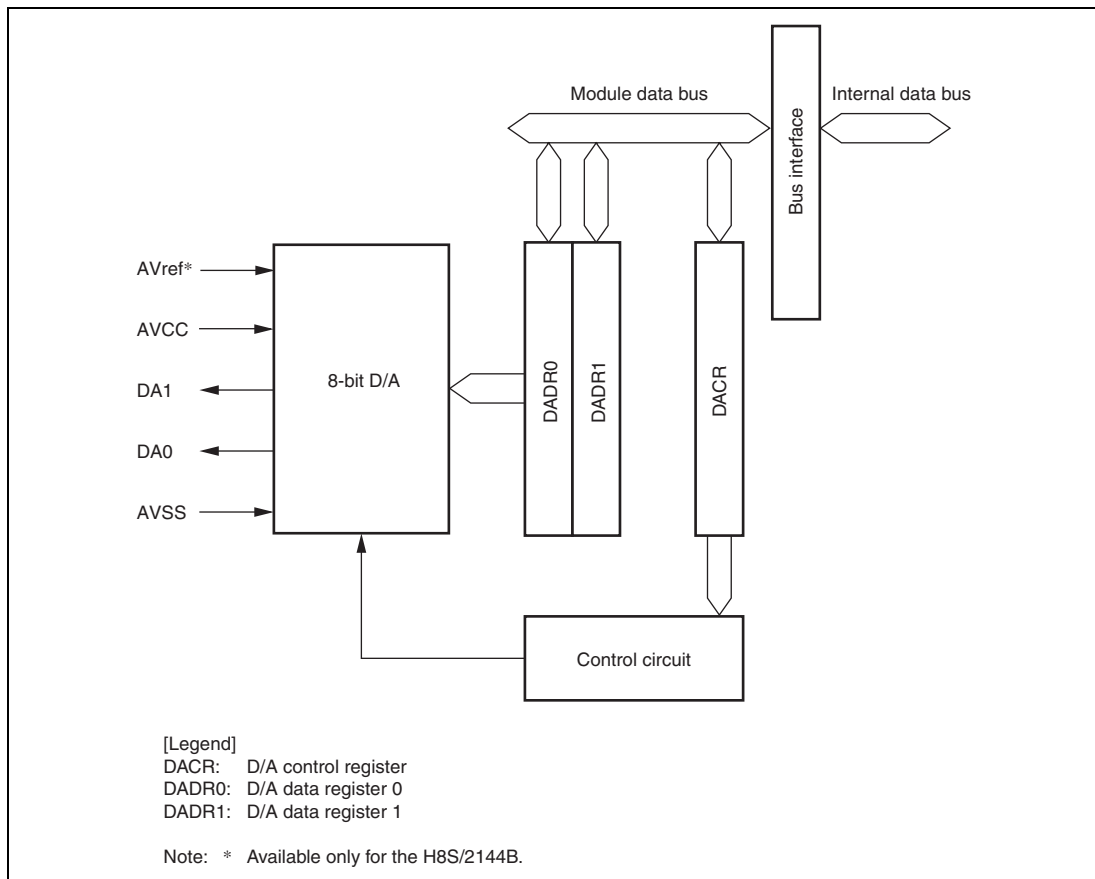 Module data bus
Internal data bus
Bus interface
AVref*
AVCC
DA1
DA0
AVSS
8-bit D/A
DADR0
DADR1
DACR
Control circuit
[Legend]
DACR: D/A control register
DADR0: D/A data register 0
DADR1: D/A data register 1
Note: * Available only for the H8S/2144B.